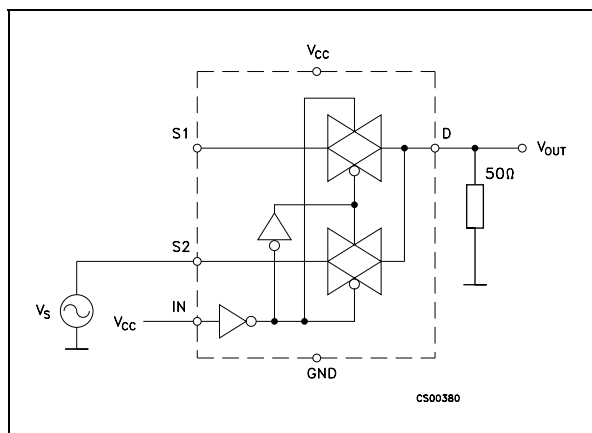 VCC
S1
D
VOUT
50Ω
S2
IN
VS
VCC
GND
CS00380